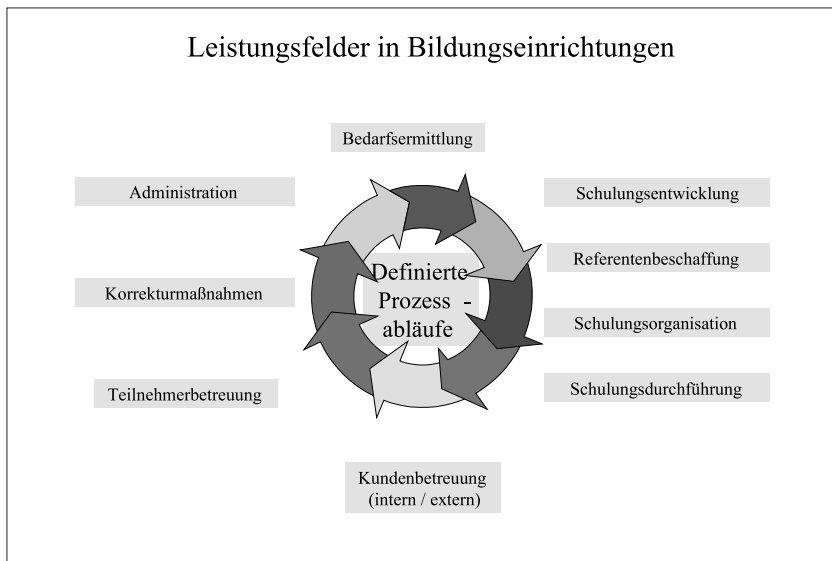 Leistungsfelder in Bildungseinrichtungen
Bedarfsermittlung
Administration
Schulungsentwicklung
Referentenbeschaffung
Definierte
Prozess -
abläufe
Korrekturmaßnahmen
Schulungsorganisation
Teilnehmerbetreuung
Schulungsdurchführung
Kundenbetreuung
(intern / extern)